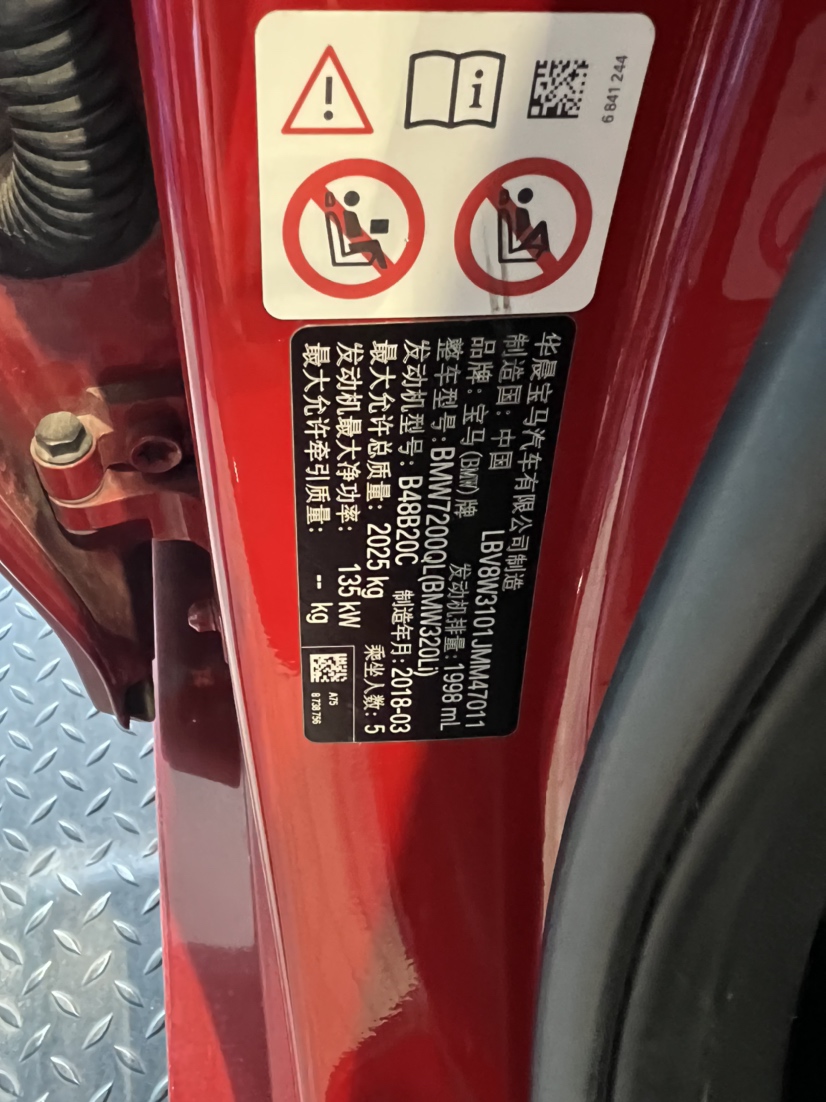 6 841 244
华晨宝马汽车有限公司制造
制造国：中国 LBV8W3101JMM47011
品牌：宝马(BMW)牌 发动机排量：1998 mL
整车型号：BMW7200QL(BMW320Li)
发动机型号：B48B20C 制造年月：2018-03
最大允许总质量：2025 kg 乘坐人数：5
发动机最大净功率：135 kW
最大允许牵引质量：-- kg
A75
8 738 756